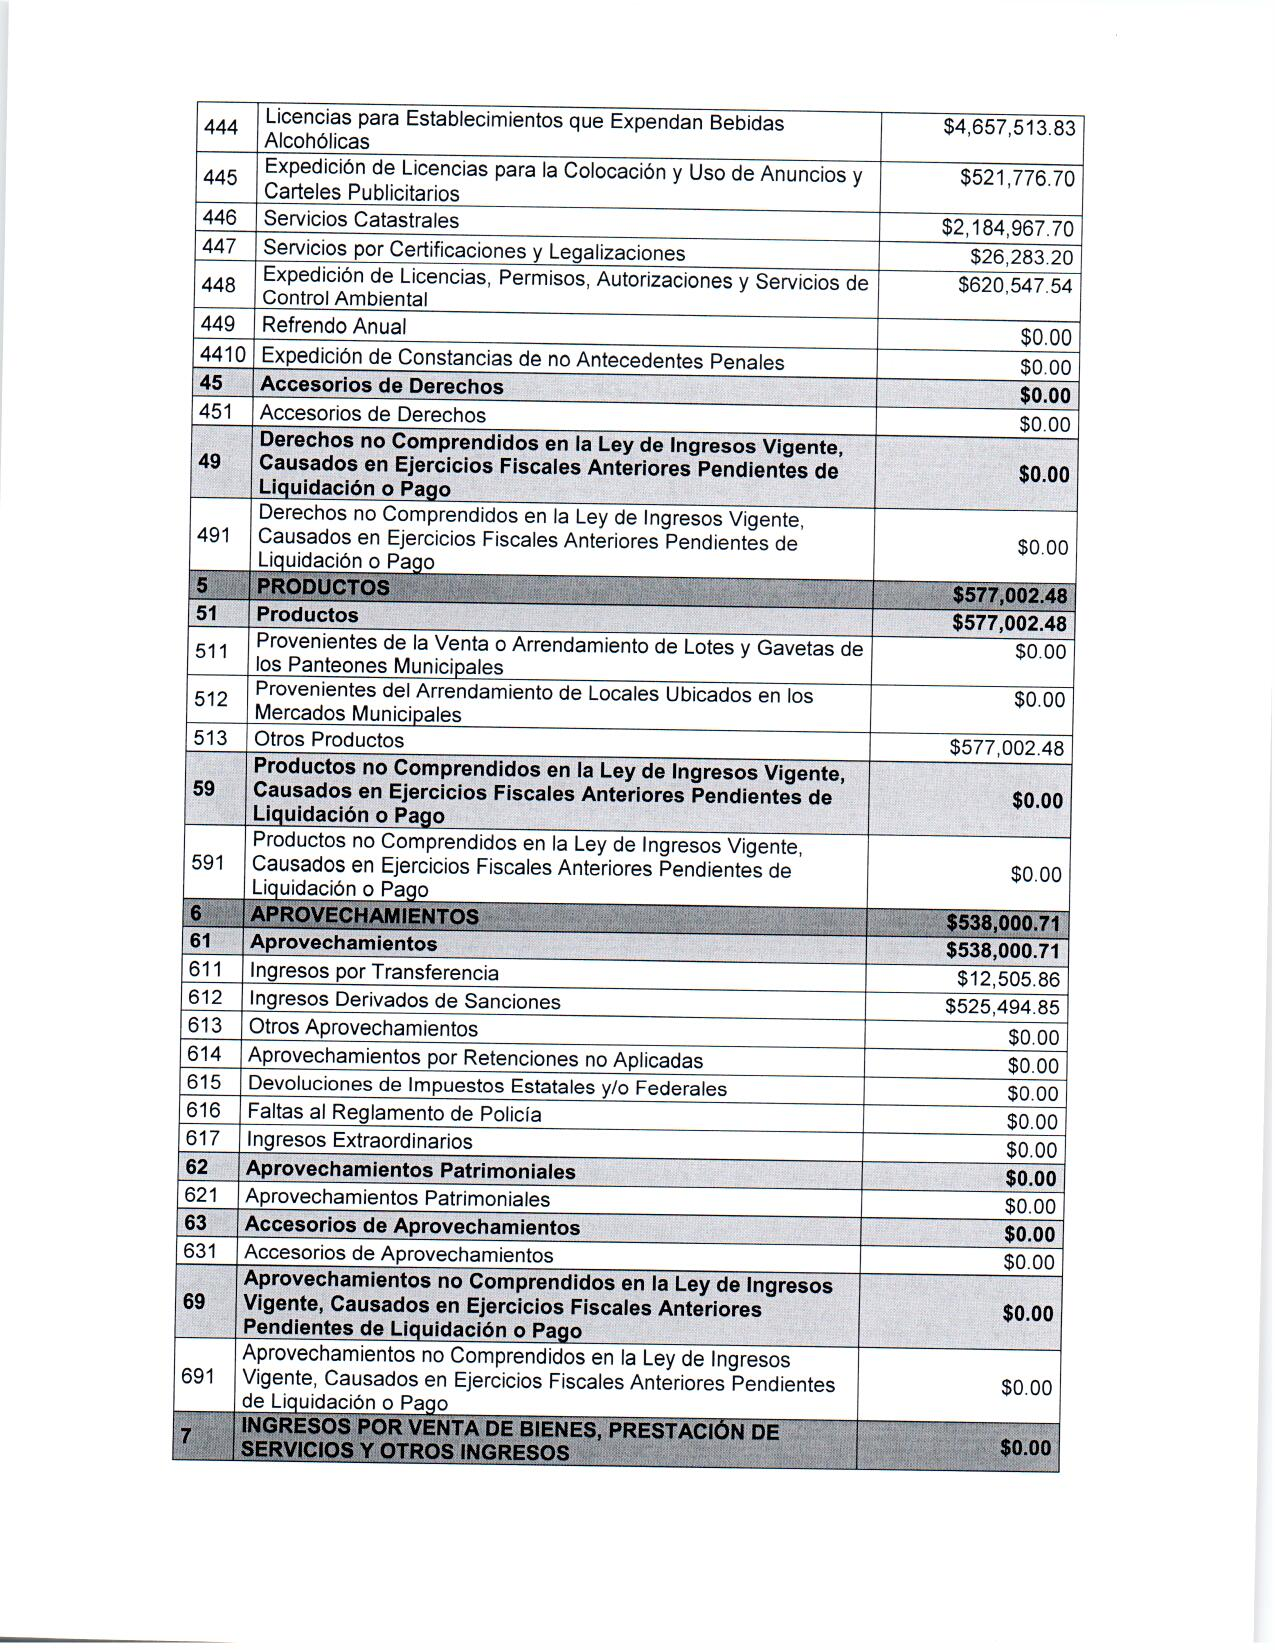 444 Licencias para Establecimientos que Expendan Bebidas $4,657,513.83
Alcohólicas
445 Expedición de Licencias para la Colocación y Uso de Anuncios y $521,776.70
Carteles Publicitarios
446 Servicios Catastrales $2,184,967.70
447 Servicios por Certificaciones y Legalizaciones $26,283.20
448 Expedición de Licencias, Permisos, Autorizaciones y Servicios de $620,547.54
Control Ambiental
449 Refrendo Anual $0.00
4410 Expedición de Constancias de no Antecedentes Penales $0.00
45 Accesorios de Derechos $0.00
451 Accesorios de Derechos $0.00
Derechos no Comprendidos en la Ley de Ingresos Vigente,
49 Causados en Ejercicios Fiscales Anteriores Pendientes de $0.00
Liquidación o Pago
Derechos no Comprendidos en la Ley de Ingresos Vigente,
491 Causados en Ejercicios Fiscales Anteriores Pendientes de $0.00
Liquidación o Pago
5 PRODUCTOS $577,002.48
51 Productos $577,002.48
511 Provenientes de la Venta o Arrendamiento de Lotes y Gavetas de $0.00
los Panteones Municipales
512 Provenientes del Arrendamiento de Locales Ubicados en los $0.00
Mercados Municipales
513 Otros Productos $577,002.48
Productos no Comprendidos en la Ley de Ingresos Vigente,
59 Causados en Ejercicios Fiscales Anteriores Pendientes de $0.00
Liquidación o Pago
Productos no Comprendidos en la Ley de Ingresos Vigente,
591 Causados en Ejercicios Fiscales Anteriores Pendientes de $0.00
Liquidación o Pago
6 APROVECHAMIENTOS $538,000.71
61 Aprovechamientos $538,000.71
611 Ingresos por Transferencia $12,505.86
612 Ingresos Derivados de Sanciones $525,494.85
613 Otros Aprovechamientos $0.00
614 Aprovechamientos por Retenciones no Aplicadas $0.00
615 Devoluciones de Impuestos Estatales y/o Federales $0.00
616 Faltas al Reglamento de Policía $0.00
617 Ingresos Extraordinarios $0.00
62 Aprovechamientos Patrimoniales $0.00
621 Aprovechamientos Patrimoniales $0.00
63 Accesorios de Aprovechamientos $0.00
631 Accesorios de Aprovechamientos $0.00
Aprovechamientos no Comprendidos en la Ley de Ingresos
69 Vigente, Causados en Ejercicios Fiscales Anteriores $0.00
Pendientes de Liquidación o Pago
Aprovechamientos no Comprendidos en la Ley de Ingresos
691 Vigente, Causados en Ejercicios Fiscales Anteriores Pendientes $0.00
de Liquidación o Pago
7 INGRESOS POR VENTA DE BIENES, PRESTACIÓN DE $0.00
SERVICIOS Y OTROS INGRESOS